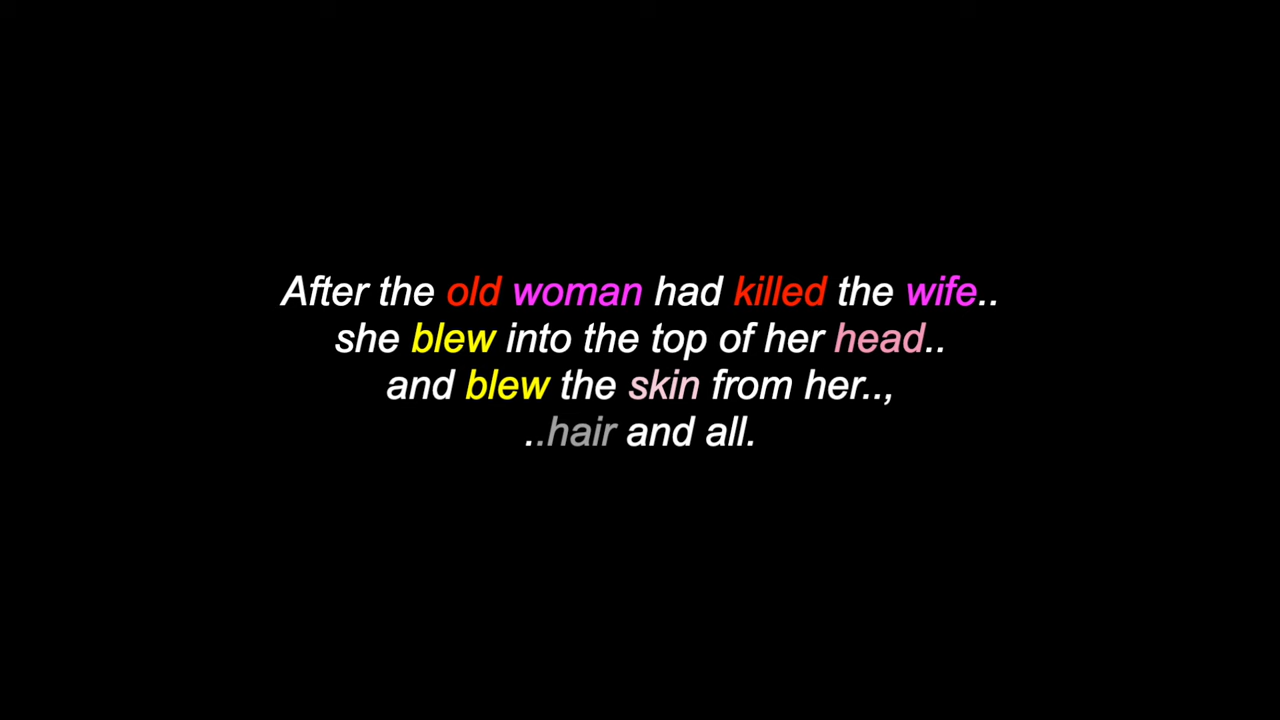 After the old woman had killed the wife..
she blew into the top of her head..
and blew the skin from her..,
..hair and all.